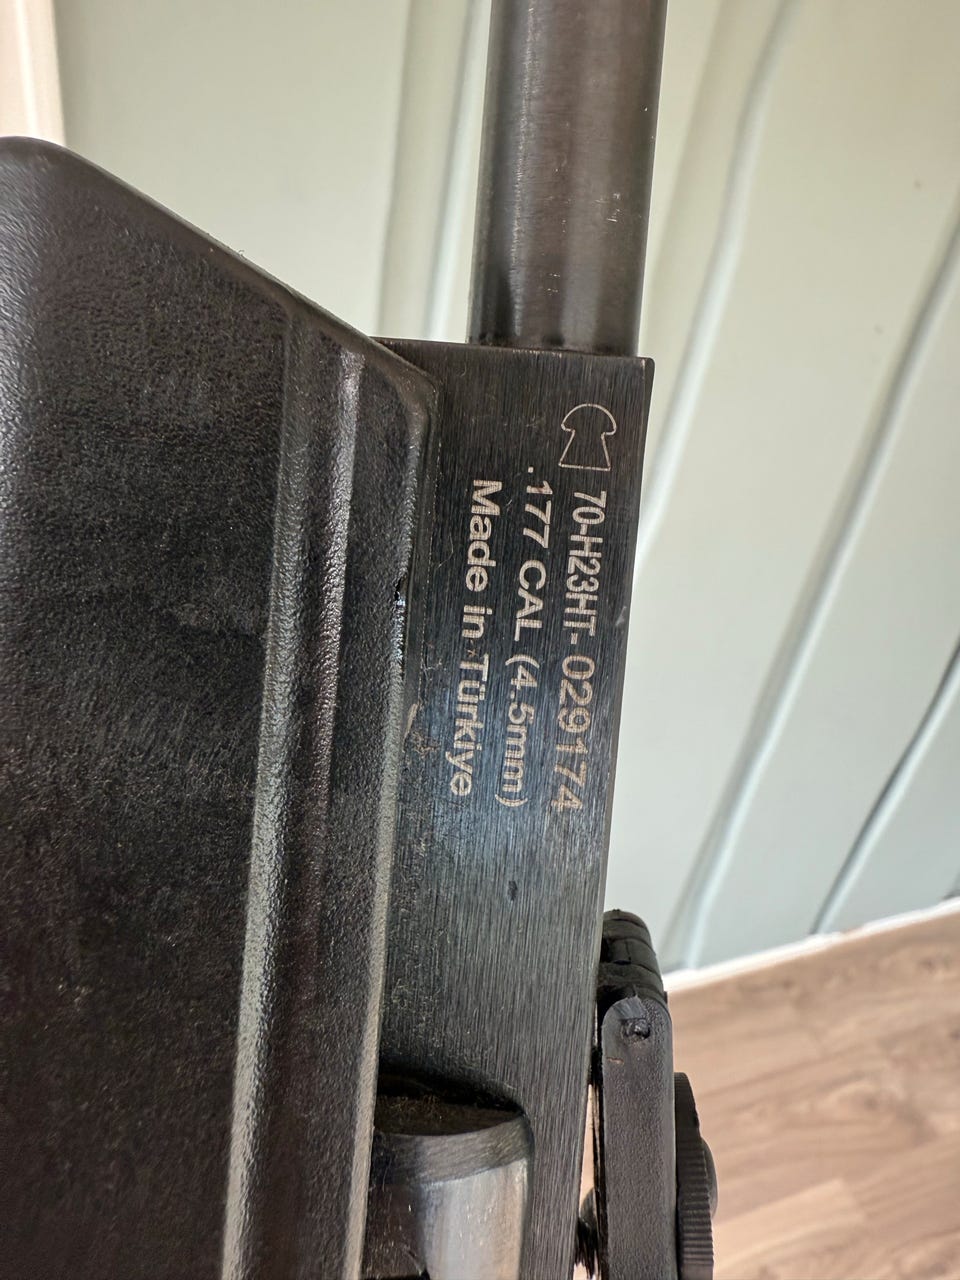 70-H23HT-029174
.177 CAL (4.5mm)
Made in Türkiye